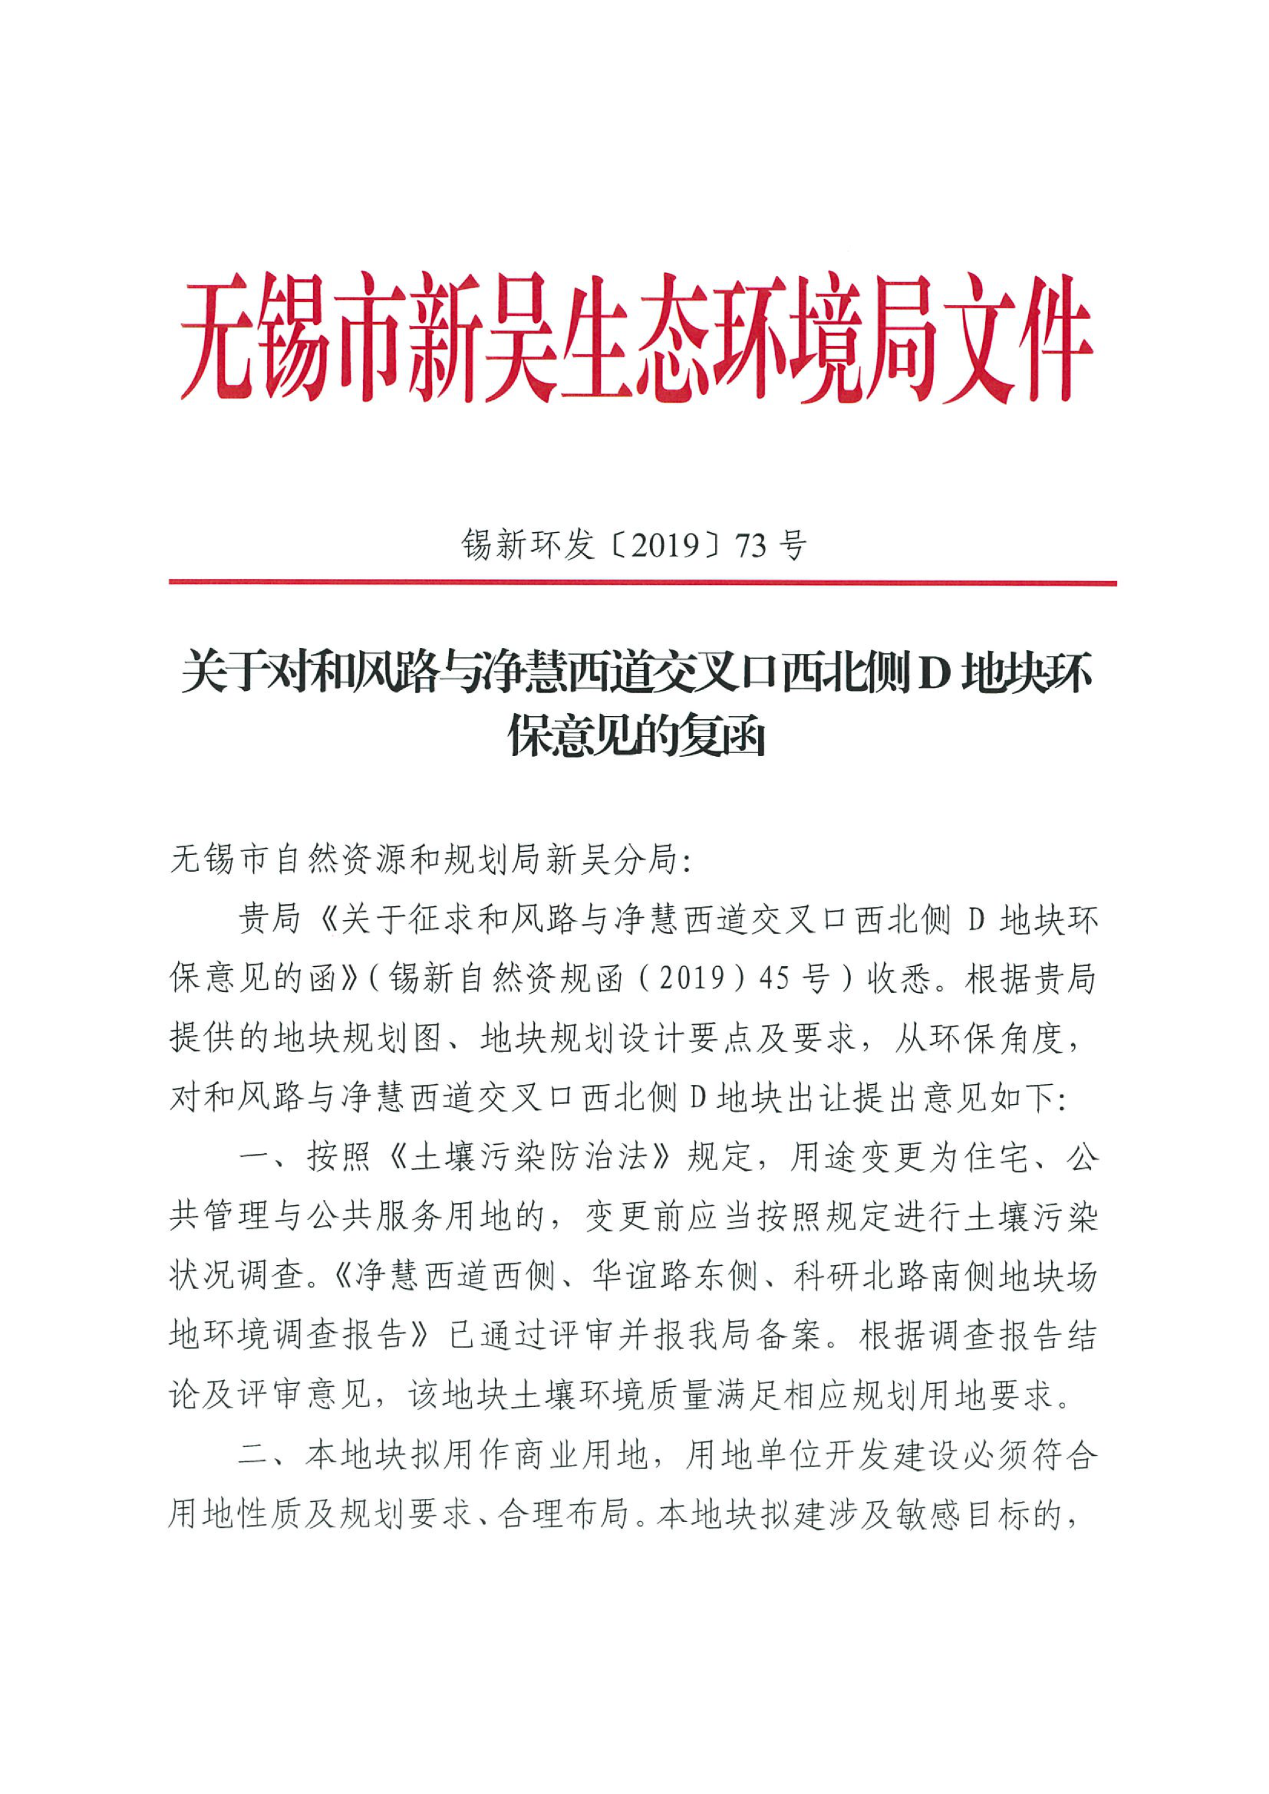 无锡市新吴生态环境局文件
锡新环发〔2019〕73 号
关于对和风路与净慧西道交叉口西北侧 D 地块环
保意见的复函
无锡市自然资源和规划局新吴分局：
贵局《关于征求和风路与净慧西道交叉口西北侧 D 地块环
保意见的函》（锡新自然资规函（2019）45 号）收悉。根据贵局
提供的地块规划图、地块规划设计要点及要求，从环保角度，
对和风路与净慧西道交叉口西北侧 D 地块出让提出意见如下：
一、按照《土壤污染防治法》规定，用途变更为住宅、公
共管理与公共服务用地的，变更前应当按照规定进行土壤污染
状况调查。《净慧西道西侧、华谊路东侧、科研北路南侧地块场
地环境调查报告》已通过评审并报我局备案。根据调查报告结
论及评审意见，该地块土壤环境质量满足相应规划用地要求。
二、本地块拟用作商业用地，用地单位开发建设必须符合
用地性质及规划要求、合理布局。本地块拟建涉及敏感目标的，